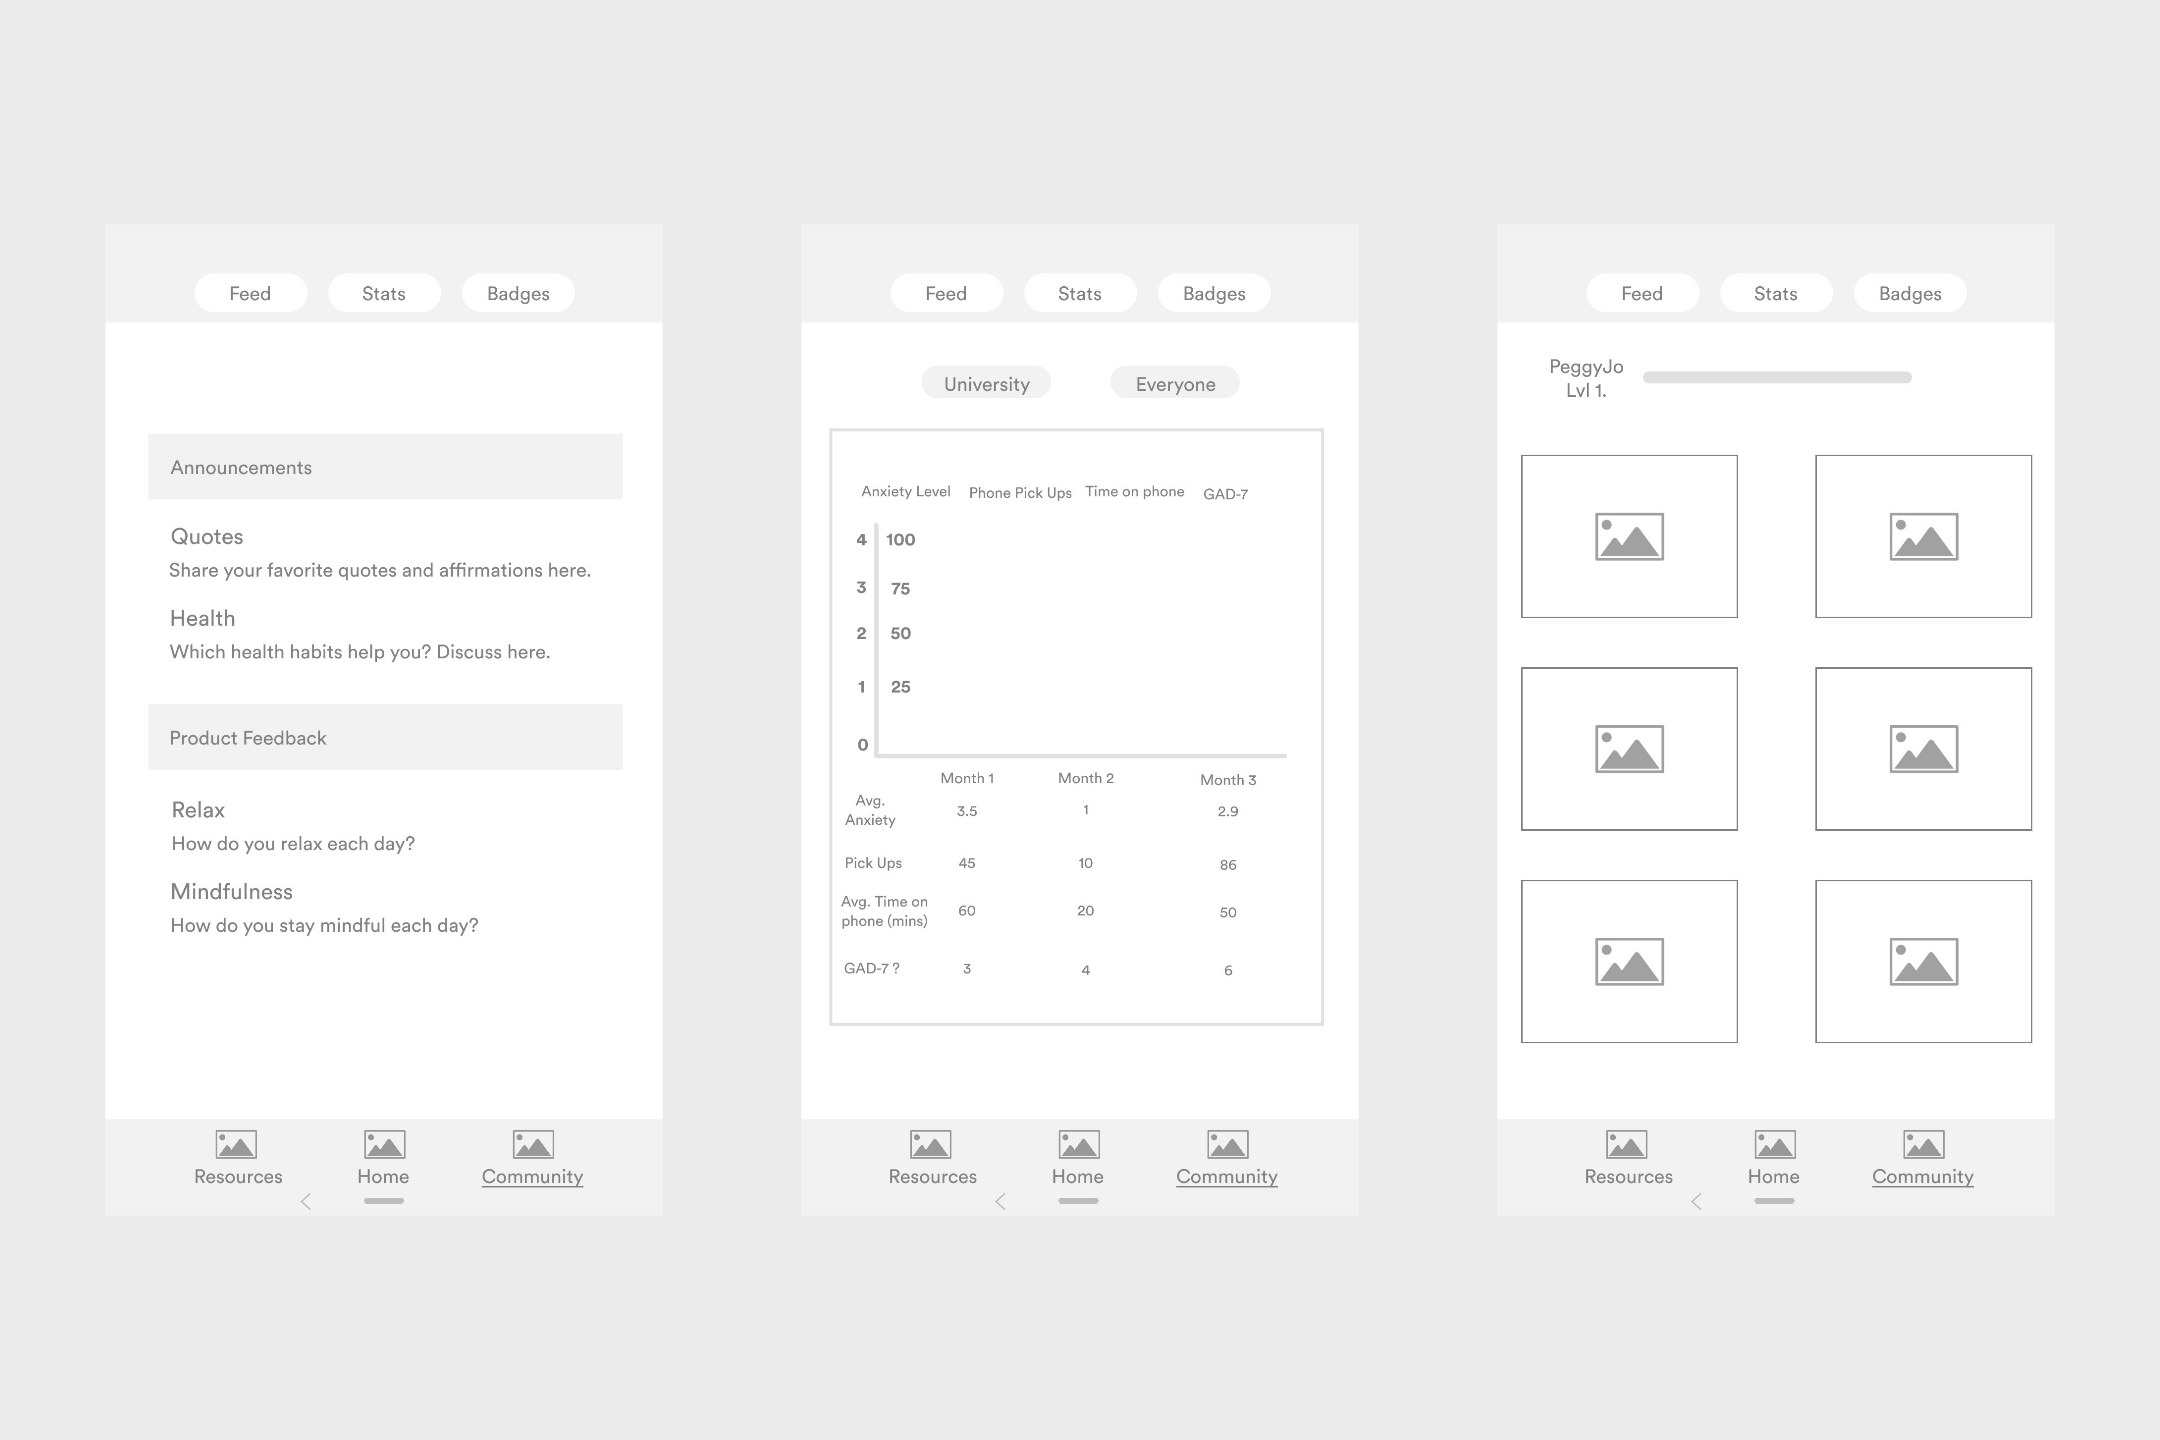 Feed Stats Badges
Announcements
Quotes
Share your favorite quotes and affirmations here.
Health
Which health habits help you? Discuss here.
Product Feedback
Relax
How do you relax each day?
Mindfulness
How do you stay mindful each day?
Resources Home Community
Feed Stats Badges
University Everyone
Anxiety Level Phone Pick Ups Time on phone GAD-7
4 100
3 75
2 50
1 25
0
Month 1 Month 2 Month 3
Avg.
Anxiety 3.5 1 2.9
Pick Ups 45 10 86
Avg. Time on
phone (mins) 60 20 50
GAD-7 ? 3 4 6
Resources Home Community
Feed Stats Badges
PeggyJo
Lvl 1.
Resources Home Community